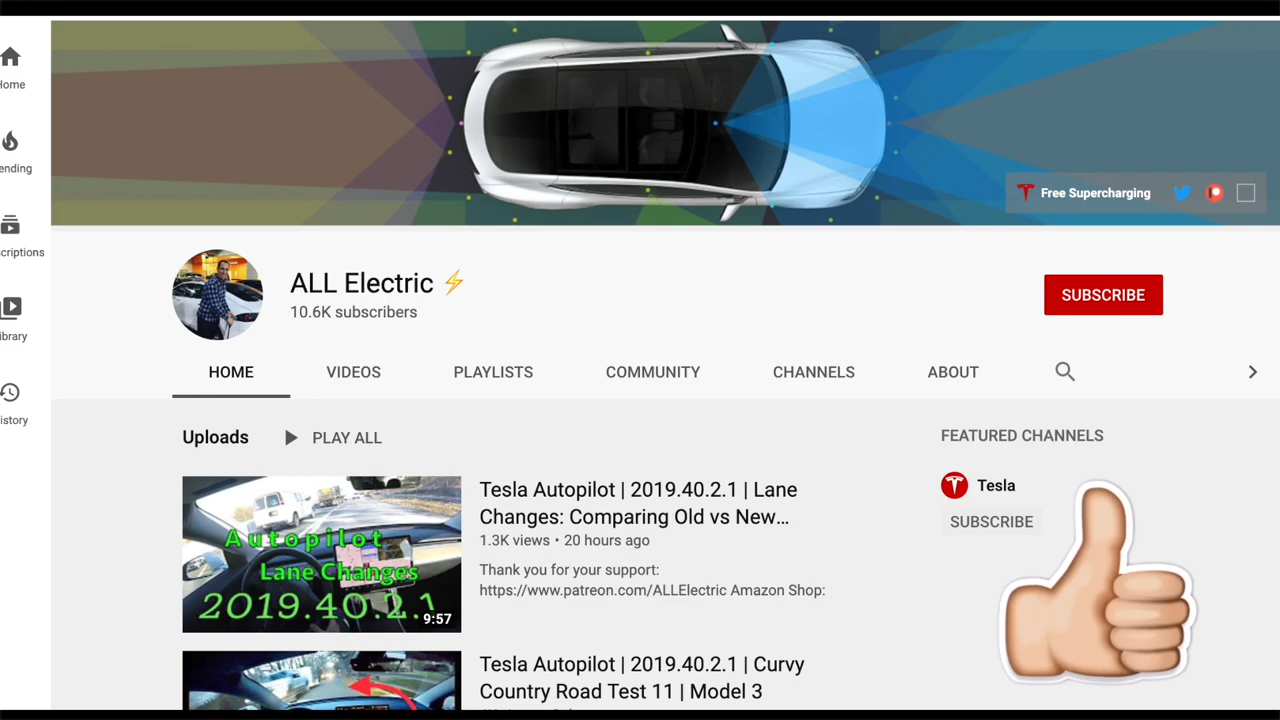 Home
ending
criptions
ibrary
istory
Free Supercharging
ALL Electric
10.6K subscribers
SUBSCRIBE
HOME VIDEOS PLAYLISTS COMMUNITY CHANNELS ABOUT
Uploads PLAY ALL
Autopilot
Lane Changes
2019.40.2.1
9:57
Tesla Autopilot | 2019.40.2.1 | Lane
Changes: Comparing Old vs New...
1.3K views • 20 hours ago
Thank you for your support:
https://www.patreon.com/ALLElectric Amazon Shop:
Tesla Autopilot | 2019.40.2.1 | Curvy
Country Road Test 11 | Model 3
FEATURED CHANNELS
Tesla
SUBSCRIBE